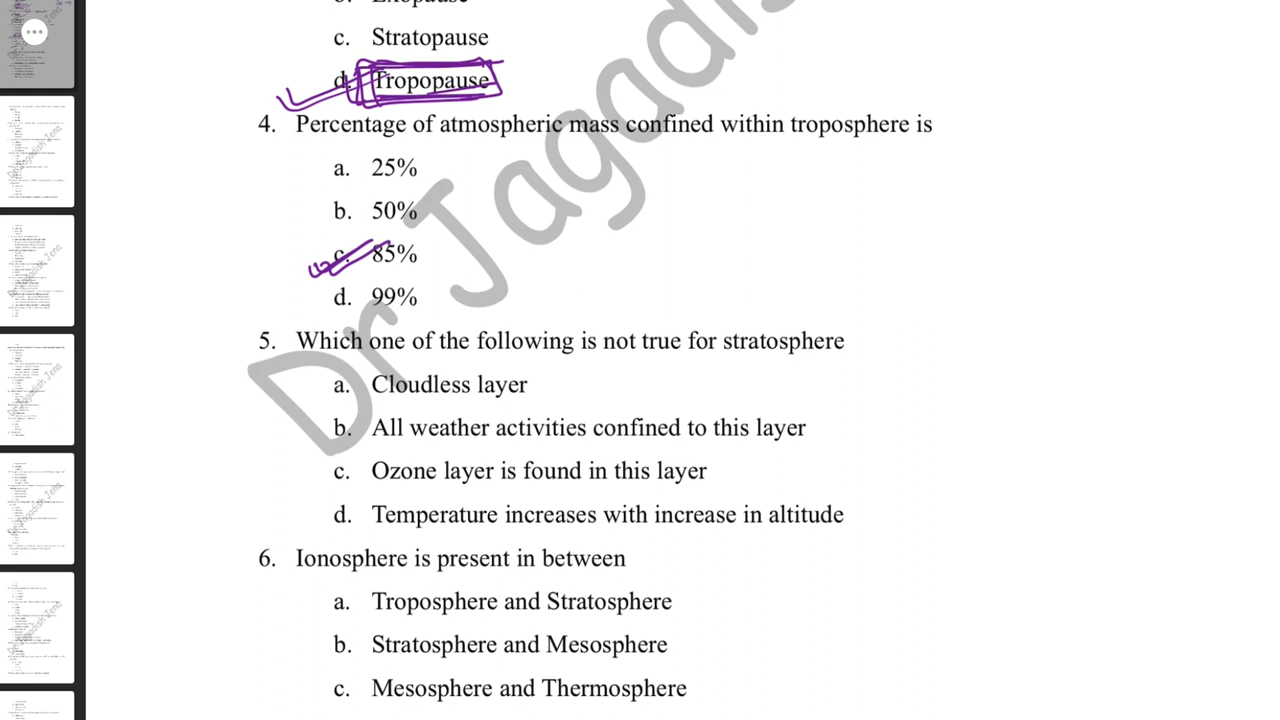 c. Stratopause
d. Tropopause
4. Percentage of amospheric mass confined within troposphere is
a. 25%
b. 50%
c. 85%
d. 99%
5. Which one of the following is not true for stratosphere
a. Cloudless layer
b. All weather activities confined to this layer
c. Ozone layer is found in this layer
d. Temperature increases with increase in altitude
6. Ionosphere is present in between
a. Troposphere and Stratosphere
b. Stratosphere and Mesosphere
c. Mesosphere and Thermosphere
Dr Jagadis